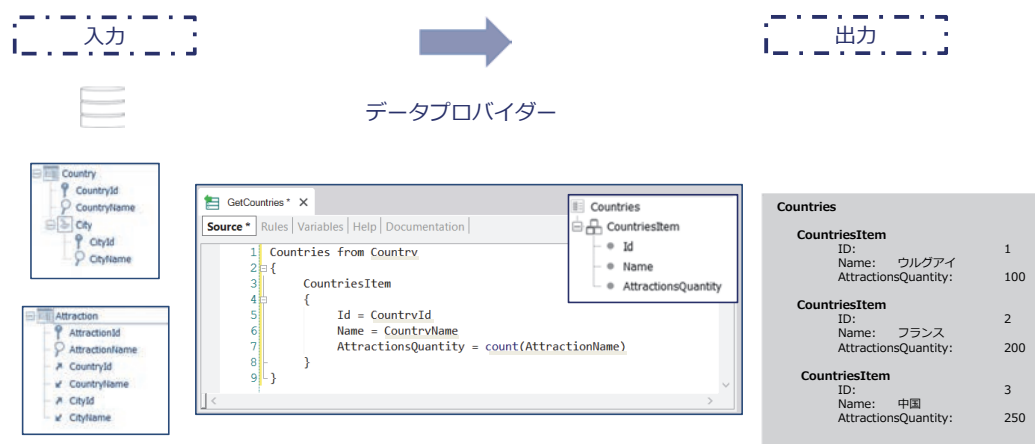 入力
出力
データプロバイダー
Country
CountryId
CountryName
City
CityId
CityName
Attraction
AttractionId
AttractionName
CountryId
CountryName
CityId
CityName
GetCountries * X
Source * Rules Variables Help Documentation
1 Countries from Country
2 {
3 CountriesItem
4 {
5 Id = CountryId
6 Name = CountryName
7 AttractionsQuantity = count(AttractionName)
8 }
9 }
Countries
CountriesItem
Id
Name
AttractionsQuantity
Countries
CountriesItem
ID: 1
Name: ウルグアイ
AttractionsQuantity: 100
CountriesItem
ID: 2
Name: フランス
AttractionsQuantity: 200
CountriesItem
ID: 3
Name: 中国
AttractionsQuantity: 250